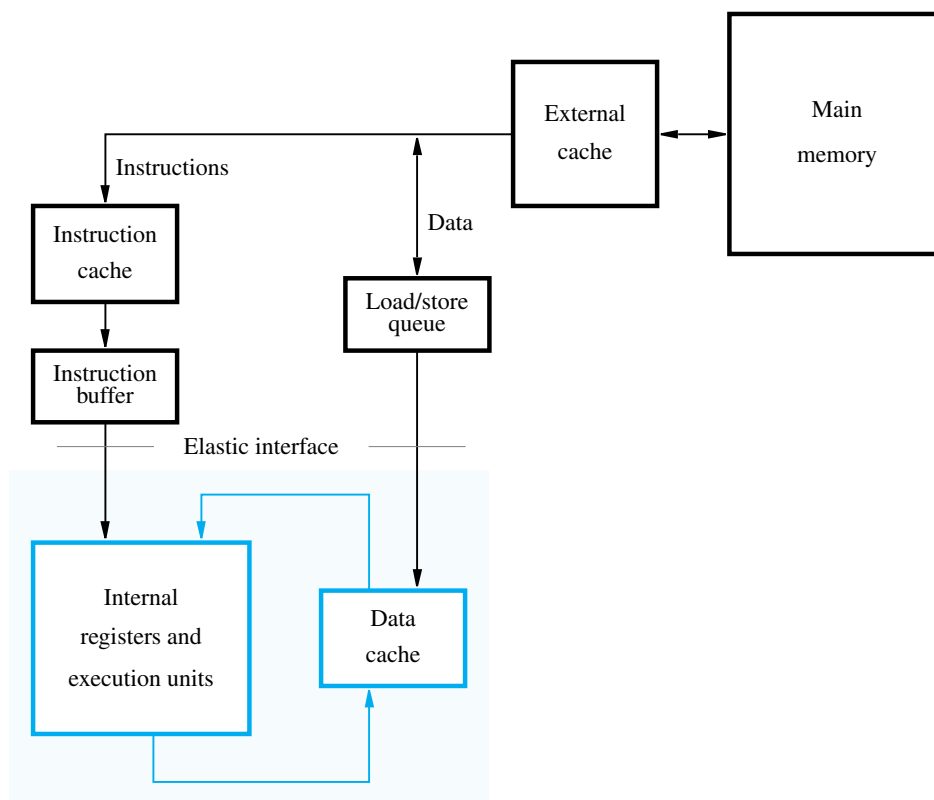 External
cache
Main
memory
Instructions
Data
Instruction
cache
Load/store
queue
Instruction
buffer
Elastic interface
Internal
registers and
execution units
Data
cache